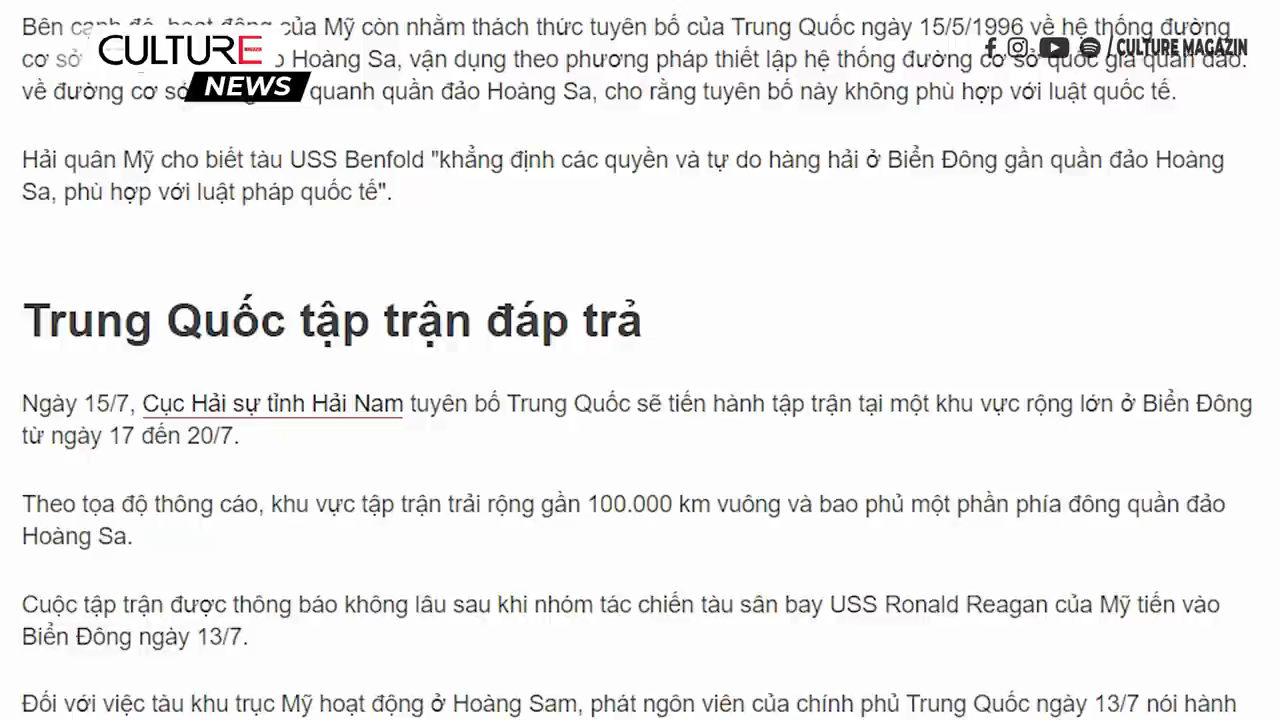 Bên cạnh đó, hoạt động của Mỹ còn nhằm thách thức tuyên bố của Trung Quốc ngày 15/5/1996 về hệ thống đường
cơ sở Hoàng Sa, vận dụng theo phương pháp thiết lập hệ thống đường cơ sở quốc gia quần đảo.
về đường cơ sở quanh quần đảo Hoàng Sa, cho rằng tuyên bố này không phù hợp với luật quốc tế.
CULTURE
NEWS
/CULTURE MAGAZIN
Hải quân Mỹ cho biết tàu USS Benfold "khẳng định các quyền và tự do hàng hải ở Biển Đông gần quần đảo Hoàng
Sa, phù hợp với luật pháp quốc tế".
Trung Quốc tập trận đáp trả
Ngày 15/7, Cục Hải sự tỉnh Hải Nam tuyên bố Trung Quốc sẽ tiến hành tập trận tại một khu vực rộng lớn ở Biển Đông
từ ngày 17 đến 20/7.
Theo tọa độ thông cáo, khu vực tập trận trải rộng gần 100.000 km vuông và bao phủ một phần phía đông quần đảo
Hoàng Sa.
Cuộc tập trận được thông báo không lâu sau khi nhóm tác chiến tàu sân bay USS Ronald Reagan của Mỹ tiến vào
Biển Đông ngày 13/7.
Đối với việc tàu khu trục Mỹ hoạt động ở Hoàng Sam, phát ngôn viên của chính phủ Trung Quốc ngày 13/7 nói hành